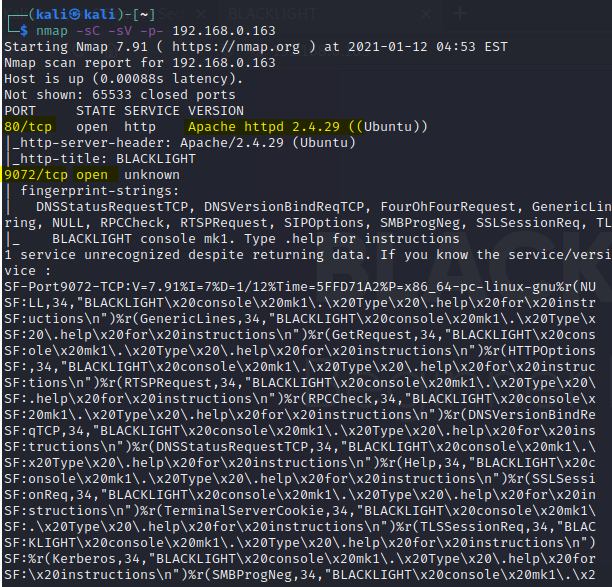 ┌──(kali㉿kali)-[~]
└─$ nmap -sC -sV -p- 192.168.0.163
Starting Nmap 7.91 ( https://nmap.org ) at 2021-01-12 04:53 EST
Nmap scan report for 192.168.0.163
Host is up (0.00088s latency).
Not shown: 65533 closed ports
PORT     STATE SERVICE VERSION
80/tcp   open  http    Apache httpd 2.4.29 ((Ubuntu))
|_http-server-header: Apache/2.4.29 (Ubuntu)
|_http-title: BLACKLIGHT
9072/tcp open  unknown
| fingerprint-strings:
|   DNSStatusRequestTCP, DNSVersionBindReqTCP, FourOhFourRequest, GenericLin
ring, NULL, RPCCheck, RTSPRequest, SIPOptions, SMBProgNeg, SSLSessionReq, TL
|_    BLACKLIGHT console mk1. Type .help for instructions
1 service unrecognized despite returning data. If you know the service/versi
vice :
SF-Port9072-TCP:V=7.91%I=7%D=1/12%Time=5FFD71A2%P=x86_64-pc-linux-gnu%r(NU
SF:LL,34,"BLACKLIGHT\x20console\x20mk1\.\x20Type\x20\.help\x20for\x20instr
SF:uctions\n")%r(GenericLines,34,"BLACKLIGHT\x20console\x20mk1\.\x20Type\x
SF:20\.help\x20for\x20instructions\n")%r(GetRequest,34,"BLACKLIGHT\x20cons
SF:ole\x20mk1\.\x20Type\x20\.help\x20for\x20instructions\n")%r(HTTPOptions
SF:,34,"BLACKLIGHT\x20console\x20mk1\.\x20Type\x20\.help\x20for\x20instruc
SF:tions\n")%r(RTSPRequest,34,"BLACKLIGHT\x20console\x20mk1\.\x20Type\x20\
SF:.help\x20for\x20instructions\n")%r(RPCCheck,34,"BLACKLIGHT\x20console\x
SF:20mk1\.\x20Type\x20\.help\x20for\x20instructions\n")%r(DNSVersionBindRe
SF:qTCP,34,"BLACKLIGHT\x20console\x20mk1\.\x20Type\x20\.help\x20for\x20ins
SF:tructions\n")%r(DNSStatusRequestTCP,34,"BLACKLIGHT\x20console\x20mk1\.\
SF:x20Type\x20\.help\x20for\x20instructions\n")%r(Help,34,"BLACKLIGHT\x20c
SF:onsole\x20mk1\.\x20Type\x20\.help\x20for\x20instructions\n")%r(SSLSessi
SF:onReq,34,"BLACKLIGHT\x20console\x20mk1\.\x20Type\x20\.help\x20for\x20in
SF:structions\n")%r(TerminalServerCookie,34,"BLACKLIGHT\x20console\x20mk1\
SF:.\x20Type\x20\.help\x20for\x20instructions\n")%r(TLSSessionReq,34,"BLAC
SF:KLIGHT\x20console\x20mk1\.\x20Type\x20\.help\x20for\x20instructions\n")
SF:%r(Kerberos,34,"BLACKLIGHT\x20console\x20mk1\.\x20Type\x20\.help\x20for
SF:\x20instructions\n")%r(SMBProgNeg,34,"BLACKLIGHT\x20console\x20mk1\.\x2